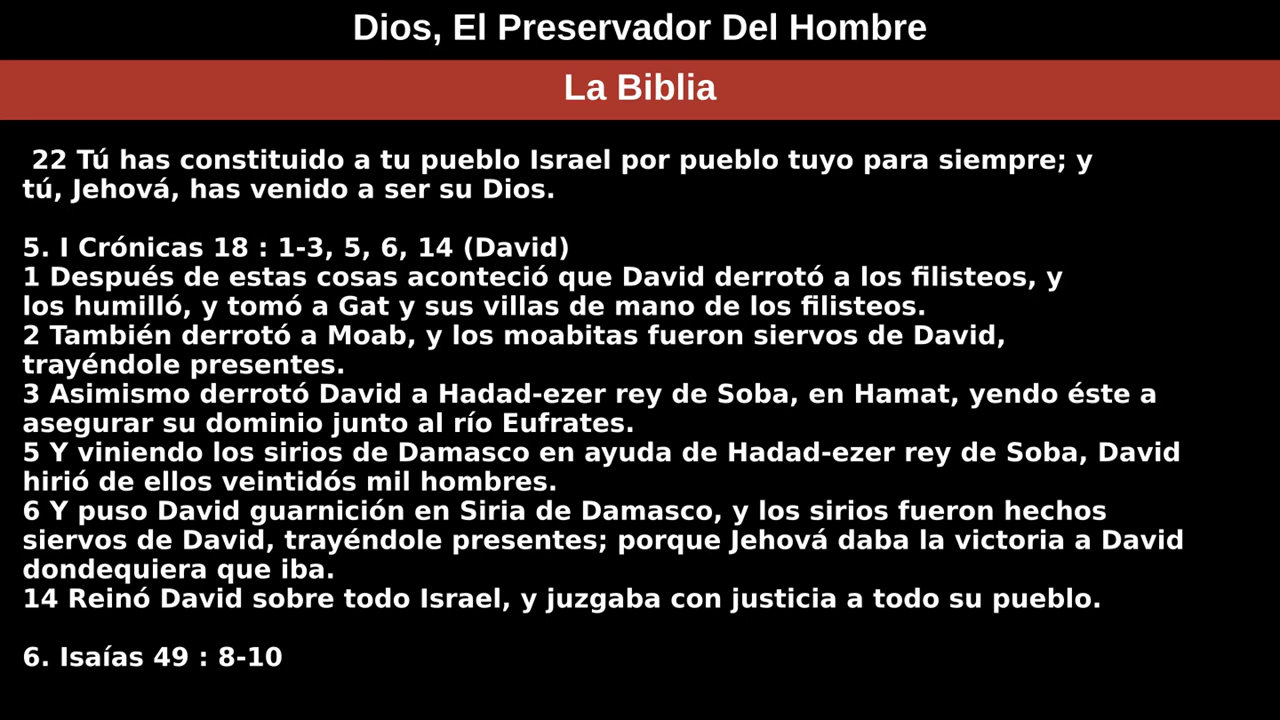 Dios, El Preservador Del Hombre
La Biblia
22 Tú has constituido a tu pueblo Israel por pueblo tuyo para siempre; y
tú, Jehová, has venido a ser su Dios.
5. I Crónicas 18 : 1-3, 5, 6, 14 (David)
1 Después de estas cosas aconteció que David derrotó a los filisteos, y
los humilló, y tomó a Gat y sus villas de mano de los filisteos.
2 También derrotó a Moab, y los moabitas fueron siervos de David,
trayéndole presentes.
3 Asimismo derrotó David a Hadad-ezer rey de Soba, en Hamat, yendo éste a
asegurar su dominio junto al río Eufrates.
5 Y viniendo los sirios de Damasco en ayuda de Hadad-ezer rey de Soba, David
hirió de ellos veintidós mil hombres.
6 Y puso David guarnición en Siria de Damasco, y los sirios fueron hechos
siervos de David, trayéndole presentes; porque Jehová daba la victoria a David
dondequiera que iba.
14 Reinó David sobre todo Israel, y juzgaba con justicia a todo su pueblo.
6. Isaías 49 : 8-10